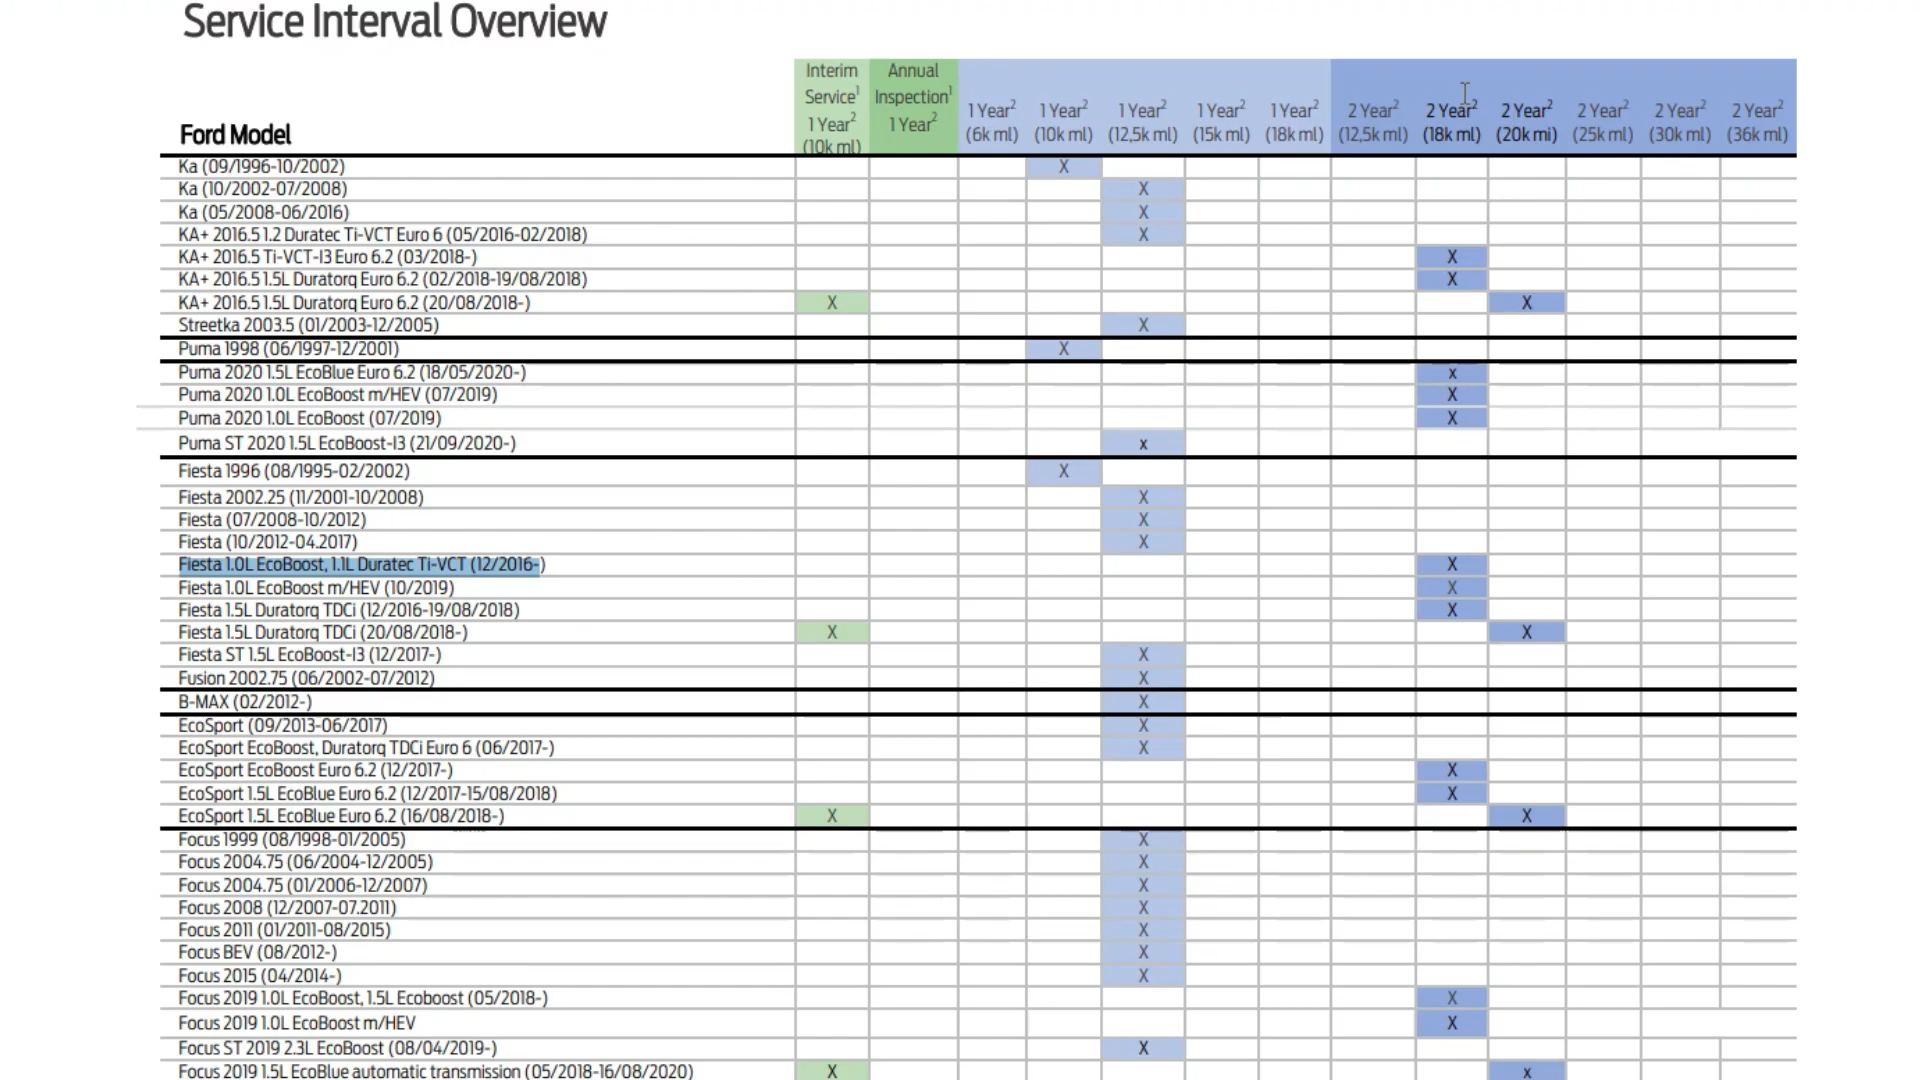 Service Interval Overview
Ford Model
Interim Service¹ 1 Year² (10k ml)
Annual Inspection¹ 1 Year²
1 Year² (6k ml)
1 Year² (10k ml)
1 Year² (12,5k ml)
1 Year² (15k ml)
1 Year² (18k ml)
2 Year² (12,5k ml)
2 Year² (18k ml)
2 Year² (20k mi)
2 Year² (25k ml)
2 Year² (30k ml)
2 Year² (36k ml)
Ka (09/1996-10/2002) X
Ka (10/2002-07/2008) X
Ka (05/2008-06/2016) X
KA+ 2016.5 1.2 Duratec Ti-VCT Euro 6 (05/2016-02/2018) X
KA+ 2016.5 Ti-VCT-I3 Euro 6.2 (03/2018-) X
KA+ 2016.5 1.5L Duratorq Euro 6.2 (02/2018-19/08/2018) X
KA+ 2016.5 1.5L Duratorq Euro 6.2 (20/08/2018-) X X
Streetka 2003.5 (01/2003-12/2005) X
Puma 1998 (06/1997-12/2001) X
Puma 2020 1.5L EcoBlue Euro 6.2 (18/05/2020-) x
Puma 2020 1.0L EcoBoost m/HEV (07/2019) X
Puma 2020 1.0L EcoBoost (07/2019) X
Puma ST 2020 1.5L EcoBoost-I3 (21/09/2020-) x
Fiesta 1996 (08/1995-02/2002) X
Fiesta 2002.25 (11/2001-10/2008) X
Fiesta (07/2008-10/2012) X
Fiesta (10/2012-04.2017) X
Fiesta 1.0L EcoBoost, 1.1L Duratec Ti-VCT (12/2016-) X
Fiesta 1.0L EcoBoost m/HEV (10/2019) X
Fiesta 1.5L Duratorq TDCi (12/2016-19/08/2018) X
Fiesta 1.5L Duratorq TDCi (20/08/2018-) X X
Fiesta ST 1.5L EcoBoost-I3 (12/2017-) X
Fusion 2002.75 (06/2002-07/2012) X
B-MAX (02/2012-) X
EcoSport (09/2013-06/2017) X
EcoSport EcoBoost, Duratorq TDCi Euro 6 (06/2017-) X
EcoSport EcoBoost Euro 6.2 (12/2017-) X
EcoSport 1.5L EcoBlue Euro 6.2 (12/2017-15/08/2018) X
EcoSport 1.5L EcoBlue Euro 6.2 (16/08/2018-) X X
Focus 1999 (08/1998-01/2005) X
Focus 2004.75 (06/2004-12/2005) X
Focus 2004.75 (01/2006-12/2007) X
Focus 2008 (12/2007-07.2011) X
Focus 2011 (01/2011-08/2015) X
Focus BEV (08/2012-) X
Focus 2015 (04/2014-) X
Focus 2019 1.0L EcoBoost, 1.5L Ecoboost (05/2018-) X
Focus 2019 1.0L EcoBoost m/HEV X
Focus ST 2019 2.3L EcoBoost (08/04/2019-) X
Focus 2019 1.5L EcoBlue automatic transmission (05/2018-16/08/2020) X x